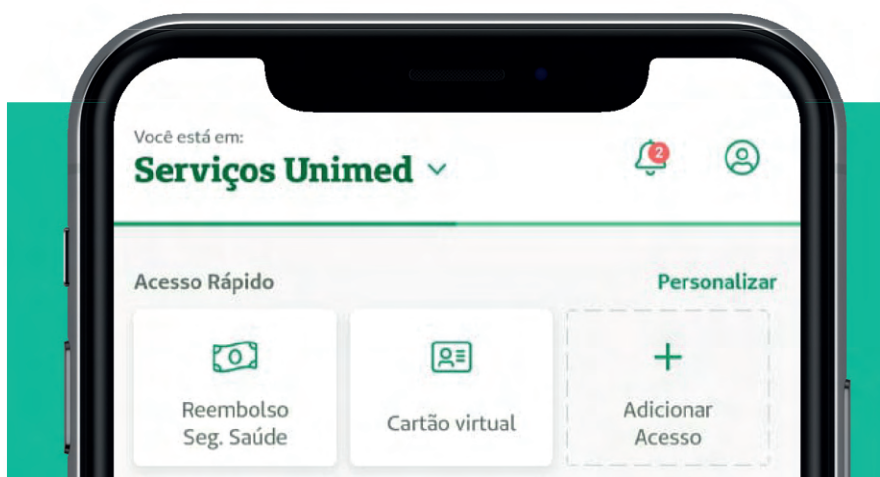 Você está em:
Serviços Unimed
2
Acesso Rápido
Personalizar
Reembolso
Seg. Saúde
Cartão virtual
Adicionar
Acesso